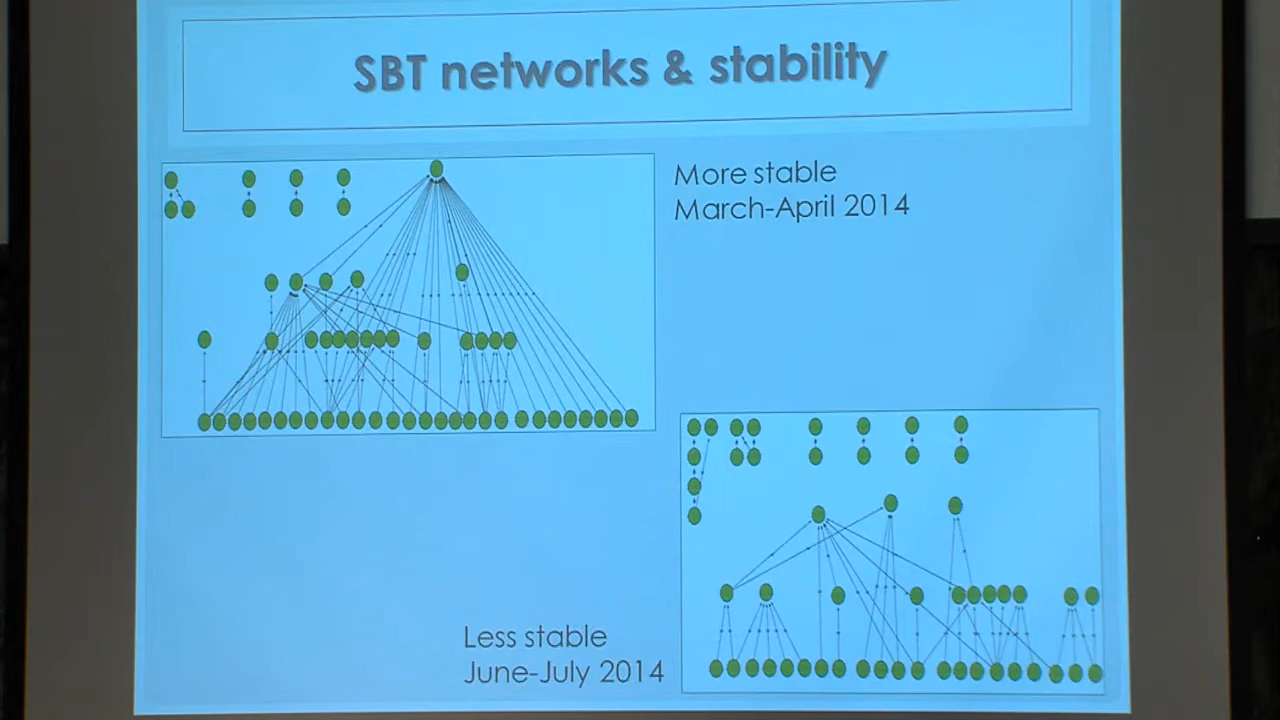 SBT networks & stability
More stable
March-April 2014
Less stable
June-July 2014